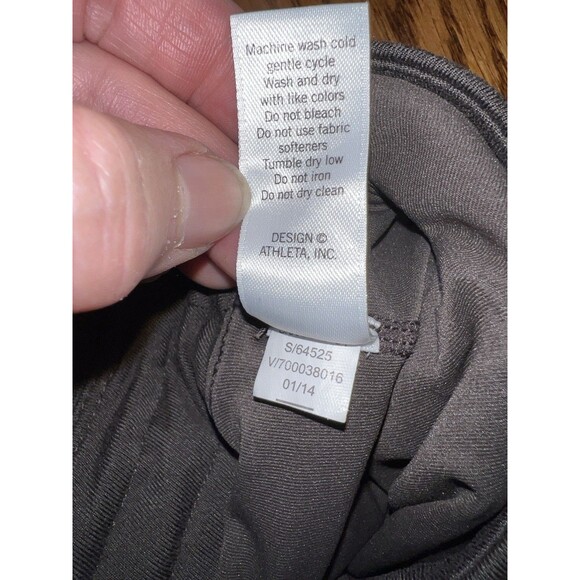 Machine wash cold
gentle cycle
Wash and dry
with like colors
Do not bleach
Do not use fabric
softeners
Tumble dry low
Do not iron
Do not dry clean
DESIGN ©
ATHLETA, INC.
S/64525
V/700038016
01/14